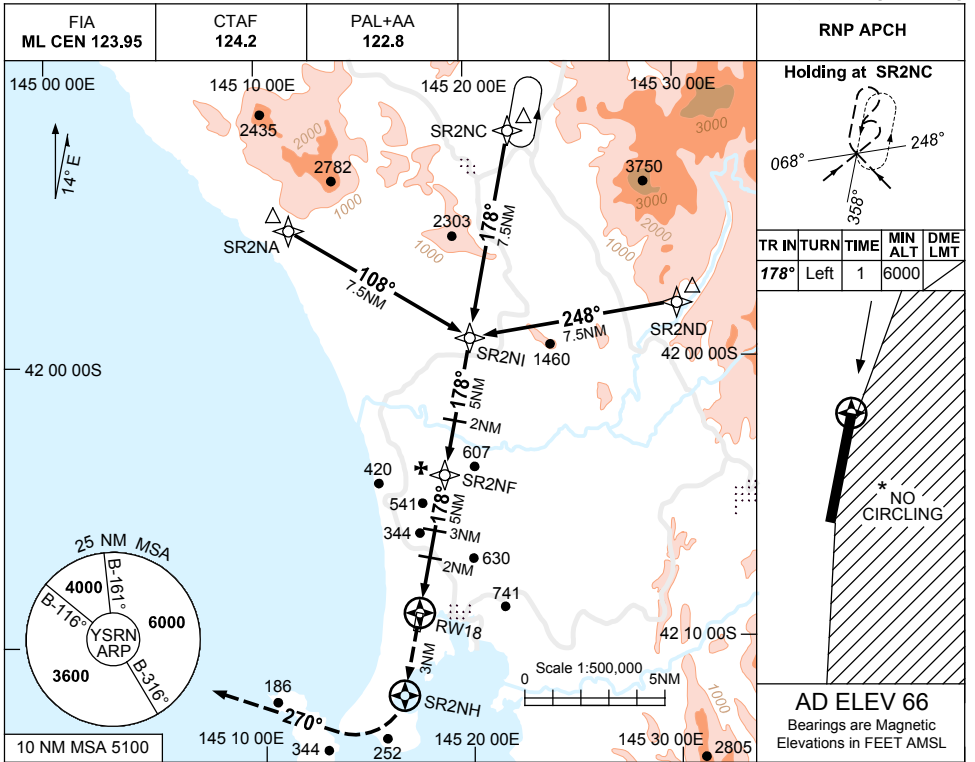 FIA
ML CEN 123.95
CTAF
124.2
PAL+AA
122.8
RNP APCH
145 00 00E
145 10 00E
145 20 00E
145 30 00E
14° E
2435
2000
2782
1000
SR2NC
3000
3750
3000
2000
1000
SR2NA
2303
1000
178°
7.5NM
108°
7.5NM
248°
7.5NM
SR2ND
SR2NI
1460
42 00 00S
42 00 00S
178°
5NM
2NM
607
420
SR2NF
541
178°
5NM
344
3NM
2NM
630
741
RW18
42 10 00S
3NM
SR2NH
Scale 1:500,000
0
5NM
25 NM MSA
4000
B-161°
6000
B-116°
YSRN
ARP
3600
B-316°
186
270°
344
252
1000
2805
10 NM MSA 5100
145 10 00E
145 20 00E
145 30 00E
Holding at SR2NC
068°
248°
358°
TR IN TURN TIME MIN ALT DME LMT
178° Left 1 6000
* NO
CIRCLING
AD ELEV 66
Bearings are Magnetic
Elevations in FEET AMSL